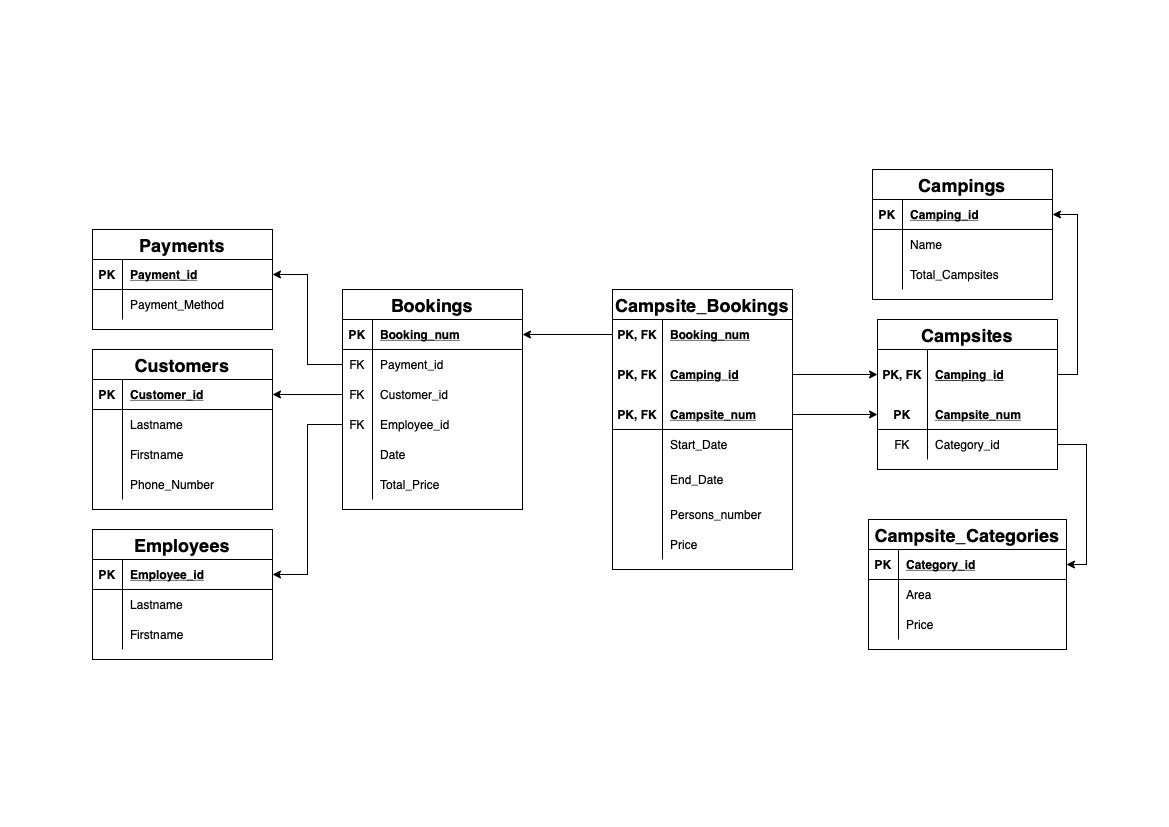 Payments
PK Payment_id
Payment_Method
Customers
PK Customer_id
Lastname
Firstname
Phone_Number
Employees
PK Employee_id
Lastname
Firstname
Bookings
PK Booking_num
FK Payment_id
FK Customer_id
FK Employee_id
Date
Total_Price
Campsite_Bookings
PK, FK Booking_num
PK, FK Camping_id
PK, FK Campsite_num
Start_Date
End_Date
Persons_number
Price
Campings
PK Camping_id
Name
Total_Campsites
Campsites
PK, FK Camping_id
PK Campsite_num
FK Category_id
Campsite_Categories
PK Category_id
Area
Price